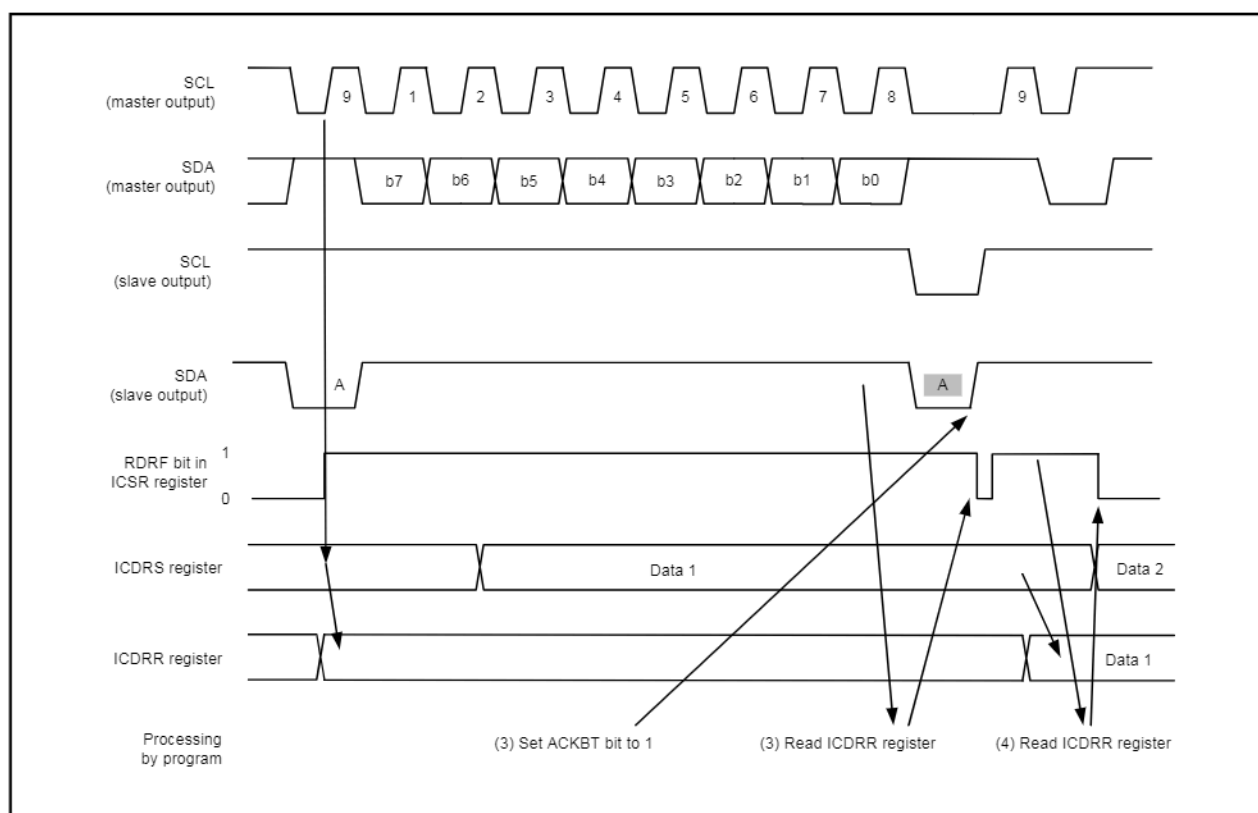 SCL
(master output)
9 1 2 3 4 5 6 7 8 9
SDA
(master output)
b7 b6 b5 b4 b3 b2 b1 b0
SCL
(slave output)
SDA
(slave output)
A A
RDRF bit in
ICSR register
1
0
ICDRS register
Data 1 Data 2
ICDRR register
Data 1
Processing
by program
(3) Set ACKBT bit to 1 (3) Read ICDRR register (4) Read ICDRR register